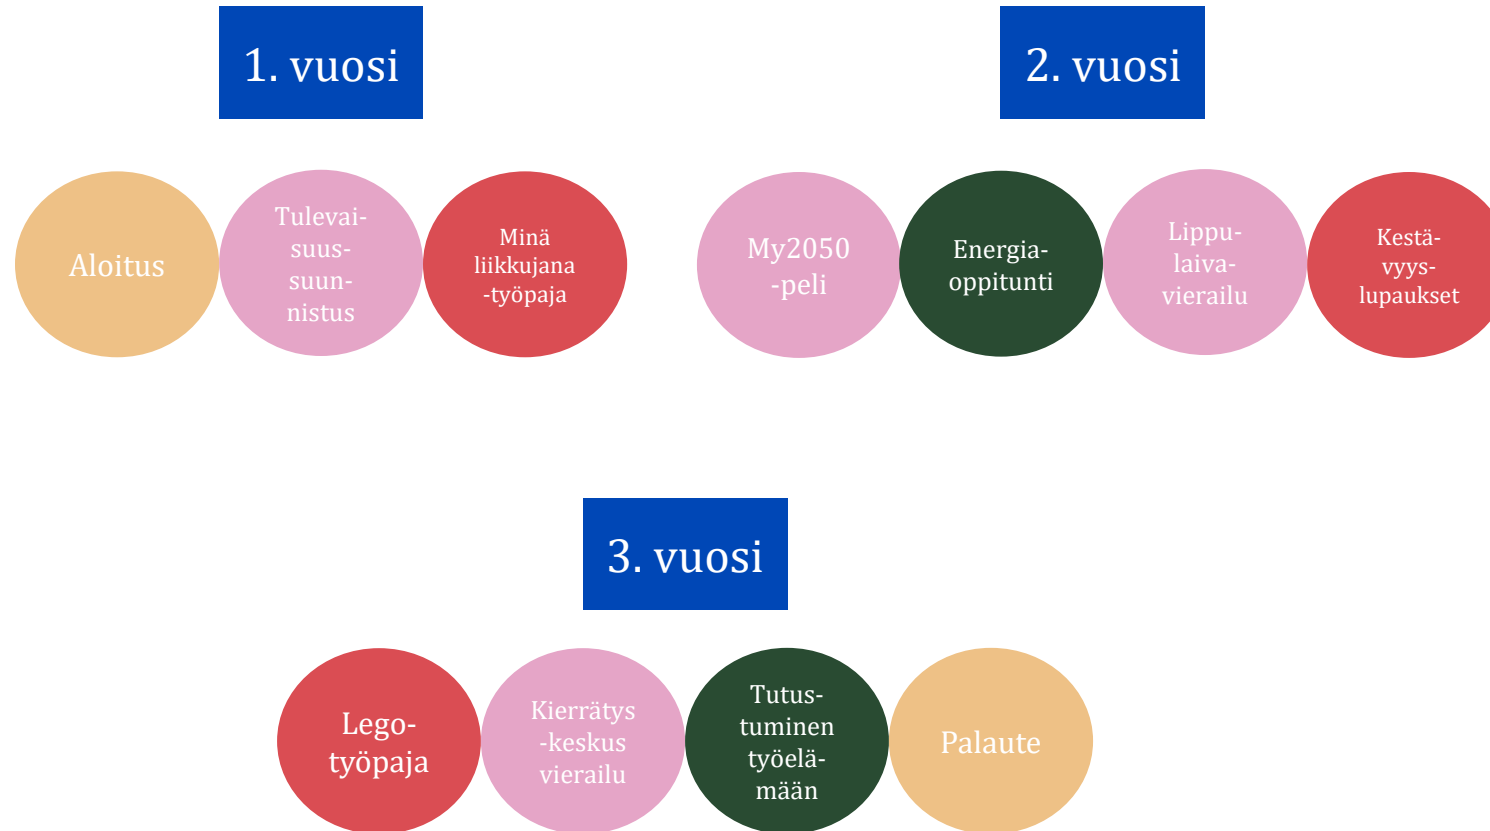 1. vuosi
Aloitus
Tulevai-
suus-
suun-
nistus
Minä
liikkujana
-työpaja
2. vuosi
My2050
-peli
Energia-
oppitunti
Lippu-
laiva-
vierailu
Kestä-
vyys-
lupaukset
3. vuosi
Lego-
työpaja
Kierrätys
-keskus
vierailu
Tutus-
tuminen
työelä-
mään
Palaute